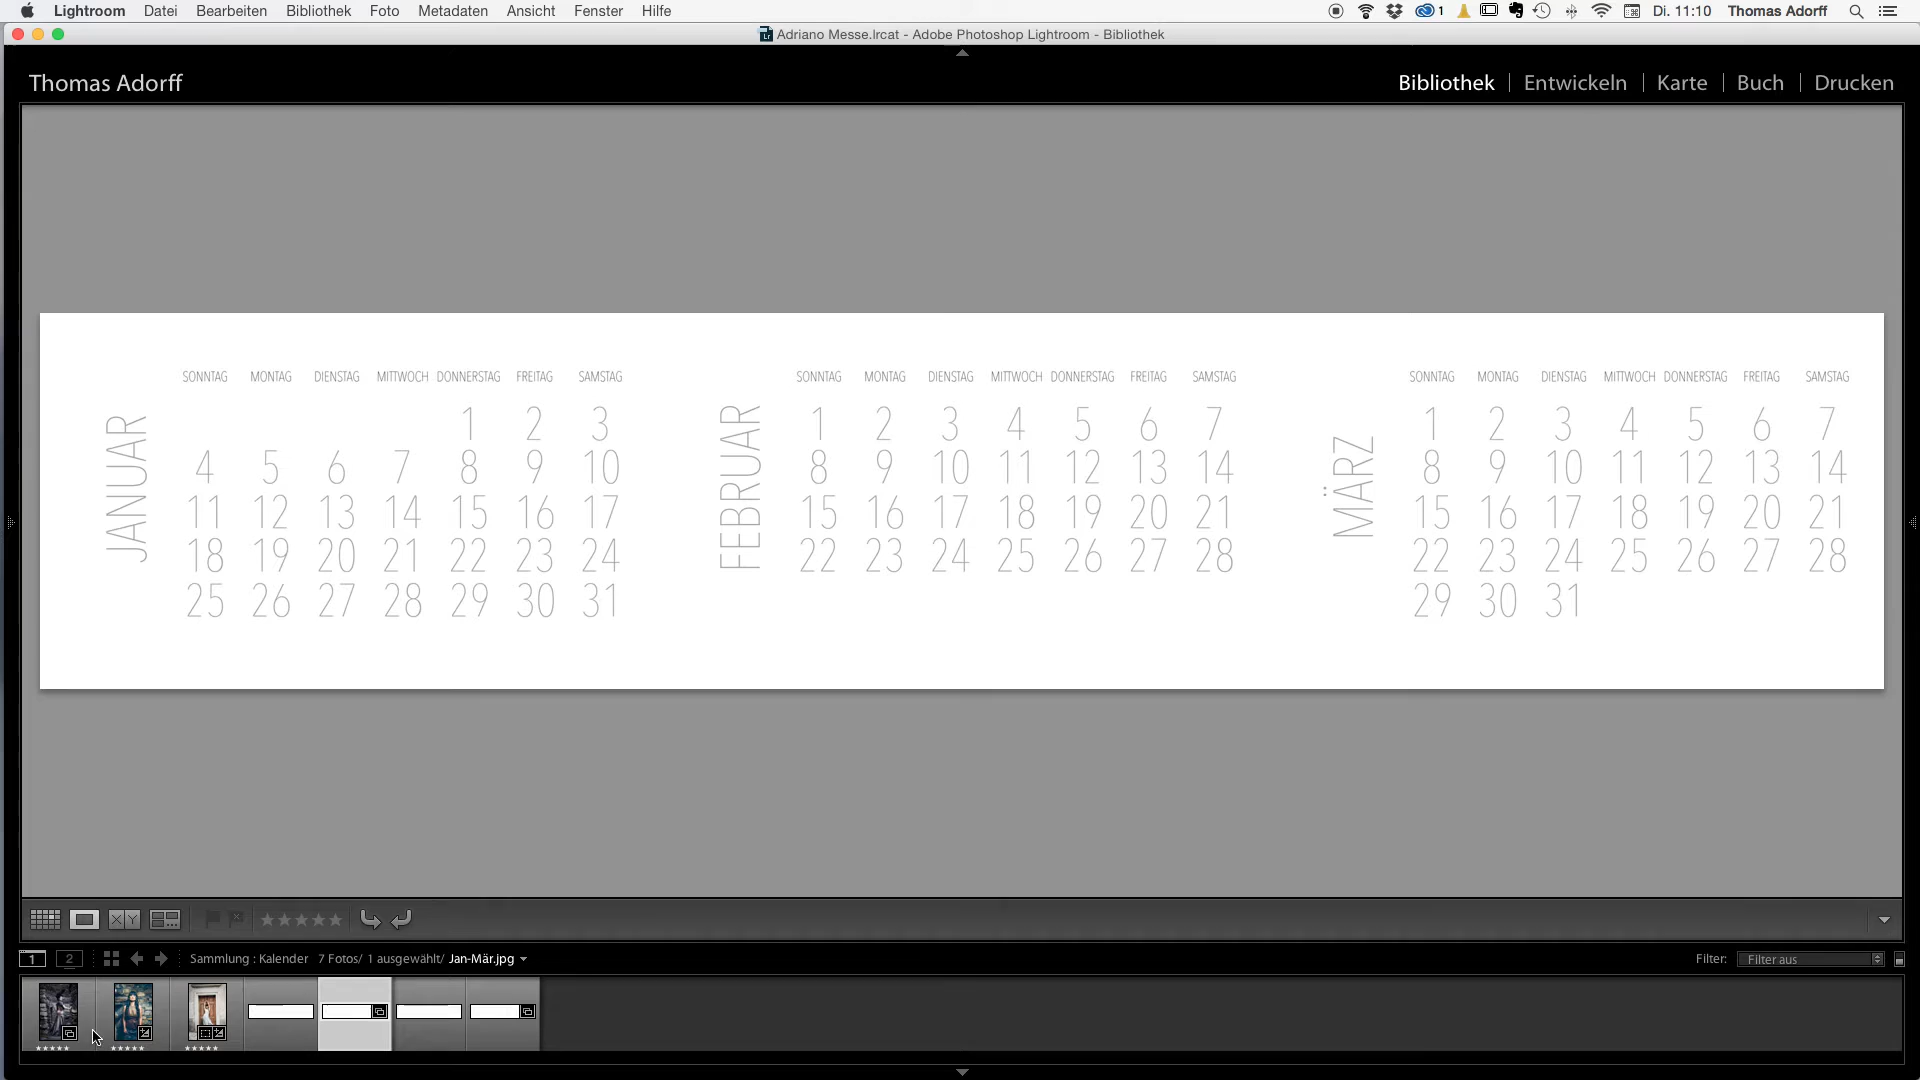 Lightroom Datei Bearbeiten Bibliothek Foto Metadaten Ansicht Fenster Hilfe 1 Di. 11:10 Thomas Adorff
Adriano Messe.lrcat - Adobe Photoshop Lightroom - Bibliothek
Thomas Adorff
Bibliothek | Entwickeln | Karte | Buch | Drucken
JANUAR
SONNTAG MONTAG DIENSTAG MITTWOCH DONNERSTAG FREITAG SAMSTAG
1 2 3
4 5 6 7 8 9 10
11 12 13 14 15 16 17
18 19 20 21 22 23 24
25 26 27 28 29 30 31
FEBRUAR
SONNTAG MONTAG DIENSTAG MITTWOCH DONNERSTAG FREITAG SAMSTAG
1 2 3 4 5 6 7
8 9 10 11 12 13 14
15 16 17 18 19 20 21
22 23 24 25 26 27 28
MÄRZ
SONNTAG MONTAG DIENSTAG MITTWOCH DONNERSTAG FREITAG SAMSTAG
1 2 3 4 5 6 7
8 9 10 11 12 13 14
15 16 17 18 19 20 21
22 23 24 25 26 27 28
29 30 31
X Y
1 2 Sammlung : Kalender 7 Fotos/ 1 ausgewählt/ Jan-Mär.jpg Filter: Filter aus